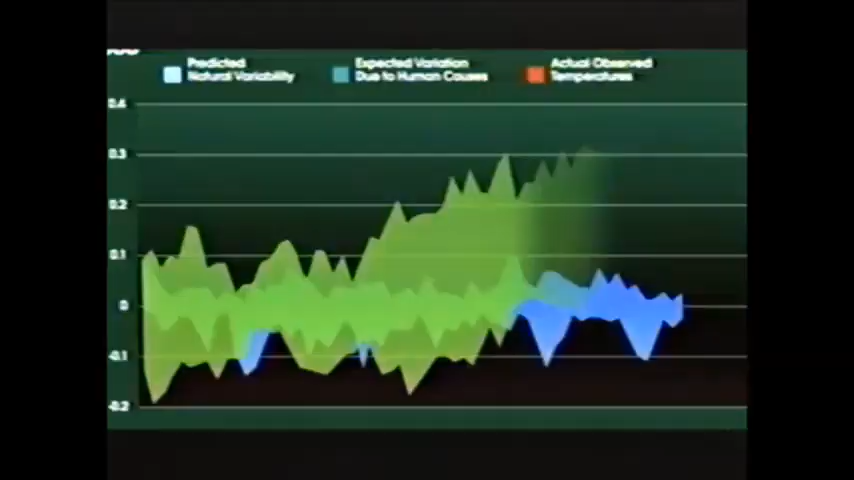 Predicted
Natural Variability
Expected Variation
Due to Human Causes
Actual Observed
Temperatures
0.4
0.3
0.2
0.1
0
-0.1
-0.2